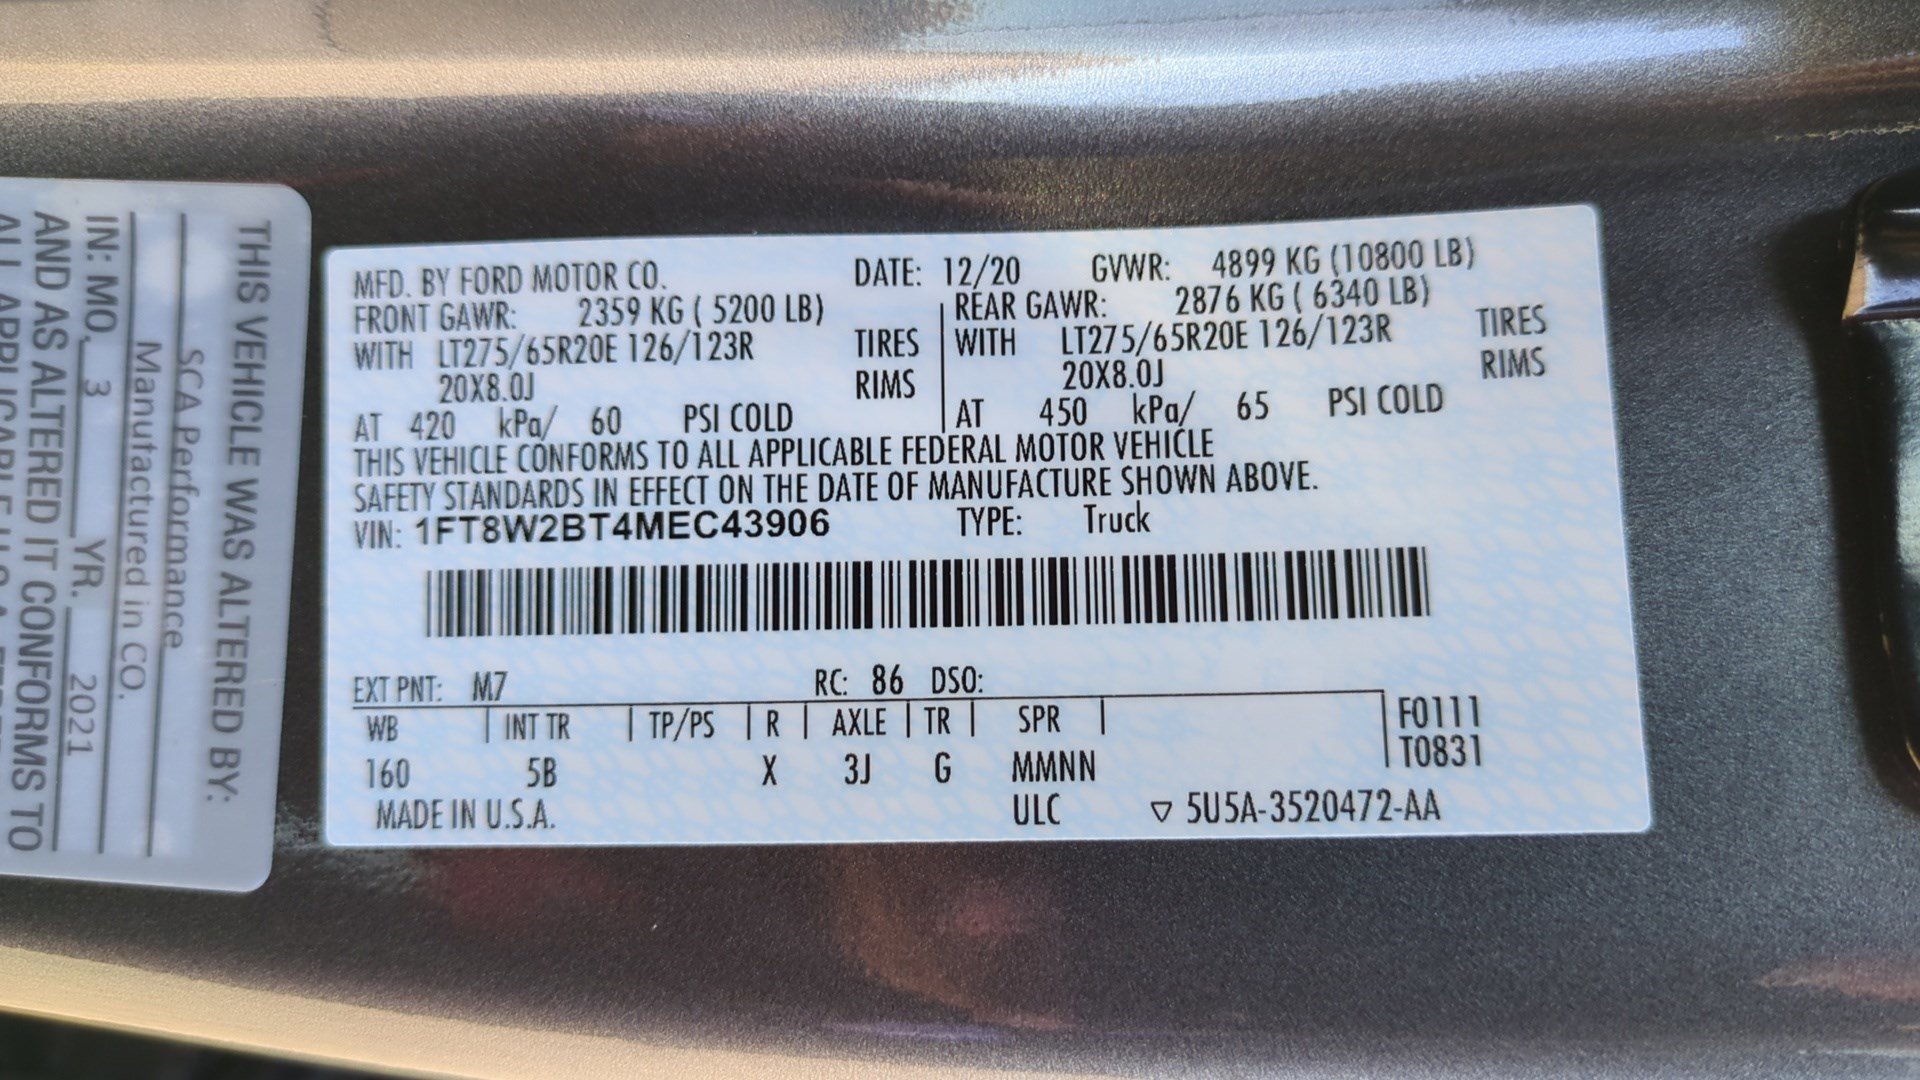 THIS VEHICLE WAS ALTERED BY:
SCA Performance
Manufactured in CO.
IN: MO. 3 YR. 2021
AND AS ALTERED IT CONFORMS TO
ALL APPLICABLE U.S.A.
MFD. BY FORD MOTOR CO. DATE: 12/20 GVWR: 4899 KG (10800 LB)
FRONT GAWR: 2359 KG ( 5200 LB) REAR GAWR: 2876 KG ( 6340 LB)
WITH LT275/65R20E 126/123R TIRES WITH LT275/65R20E 126/123R TIRES
20X8.0J RIMS 20X8.0J RIMS
AT 420 kPa/ 60 PSI COLD AT 450 kPa/ 65 PSI COLD
THIS VEHICLE CONFORMS TO ALL APPLICABLE FEDERAL MOTOR VEHICLE
SAFETY STANDARDS IN EFFECT ON THE DATE OF MANUFACTURE SHOWN ABOVE.
VIN: 1FT8W2BT4MEC43906 TYPE: Truck
EXT PNT: M7 RC: 86 DSO:
WB INT TR TP/PS R AXLE TR SPR F0111
T0831
160 5B X 3J G MMNN
MADE IN U.S.A. ULC ▽ 5U5A-3520472-AA